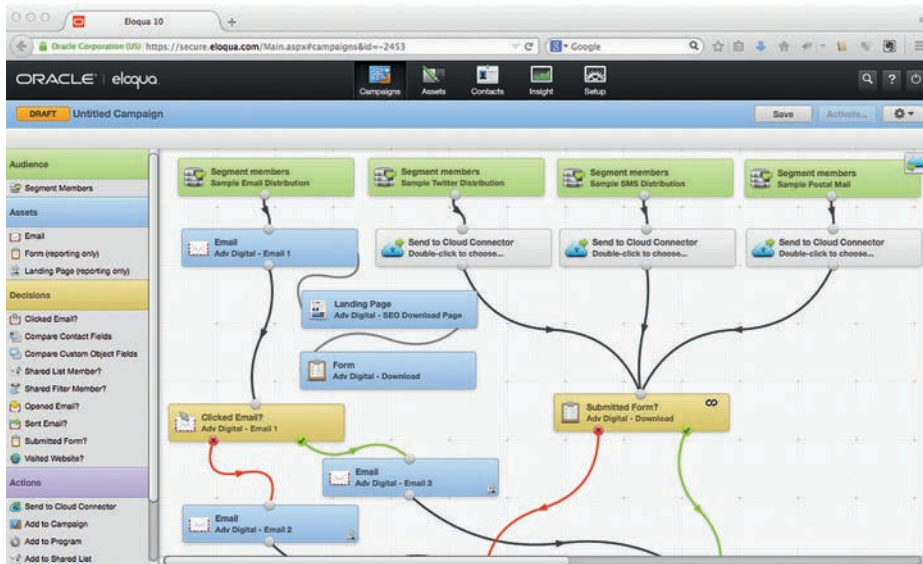 Eloqua 10
Oracle Corporation (US) https://secure.eloqua.com/Main.aspx#campaigns&id=-2453
Google
ORACLE | eloqua
Campaigns
Assets
Contacts
Insight
Setup
DRAFT Untitled Campaign
Save
Activate...
Audience
Segment Members
Assets
Email
Form (reporting only)
Landing Page (reporting only)
Decisions
Clicked Email?
Compare Contact Fields
Compare Custom Object Fields
Shared List Member?
Shared Filter Member?
Opened Email?
Sent Email?
Submitted Form?
Visited Website?
Actions
Send to Cloud Connector
Add to Campaign
Add to Program
Add to Shared List
Segment members
Sample Email Distribution
Segment members
Sample Twitter Distribution
Segment members
Sample SMS Distribution
Segment members
Sample Postal Mail
Email
Adv Digital - Email 1
Send to Cloud Connector
Double-click to choose...
Send to Cloud Connector
Double-click to choose...
Send to Cloud Connector
Double-click to choose...
Landing Page
Adv Digital - SEO Download Page
Form
Adv Digital - Download
Clicked Email?
Adv Digital - Email 1
Submitted Form?
Adv Digital - Download
Email
Adv Digital - Email 3
Email
Adv Digital - Email 2